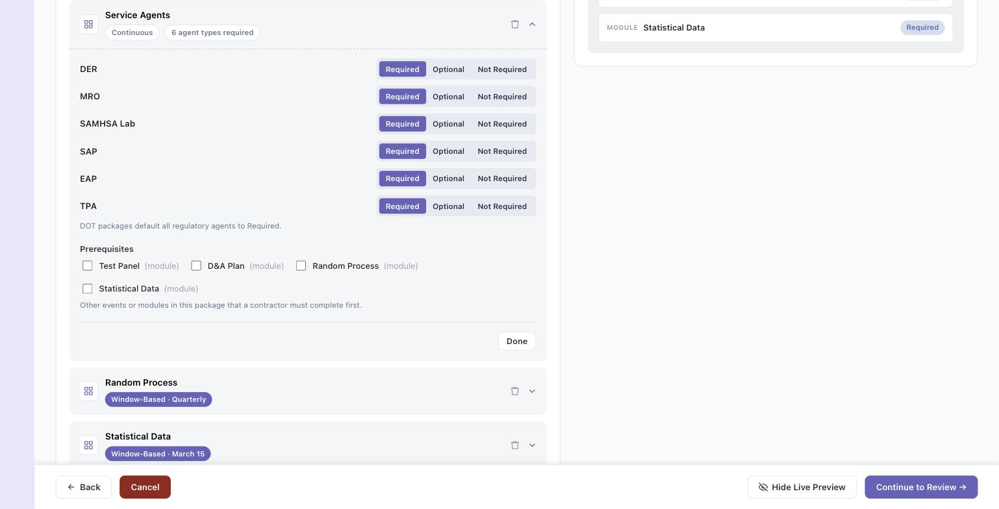 Service Agents
Continuous 6 agent types required
MODULE Statistical Data Required
DER Required Optional Not Required
MRO Required Optional Not Required
SAMHSA Lab Required Optional Not Required
SAP Required Optional Not Required
EAP Required Optional Not Required
TPA Required Optional Not Required
DOT packages default all regulatory agents to Required.
Prerequisites
Test Panel (module) D&A Plan (module) Random Process (module)
Statistical Data (module)
Other events or modules in this package that a contractor must complete first.
Done
Random Process
Window-Based · Quarterly
Statistical Data
Window-Based · March 15
← Back Cancel Hide Live Preview Continue to Review →